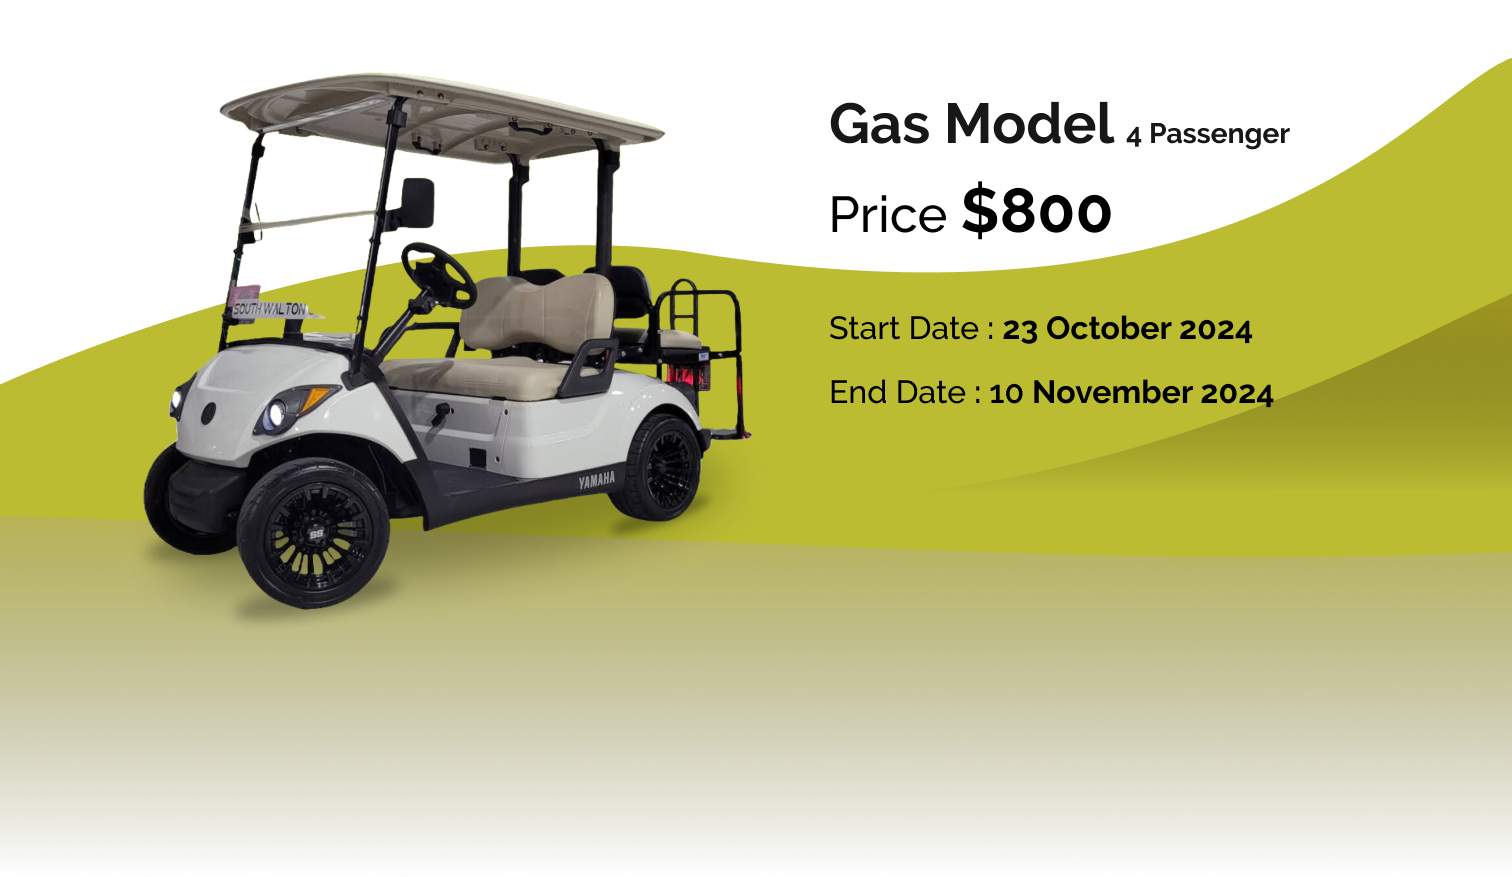 Gas Model 4 Passenger
Price $800
SOUTH WALTON
Start Date : 23 October 2024
End Date : 10 November 2024
YAMAHA
SS